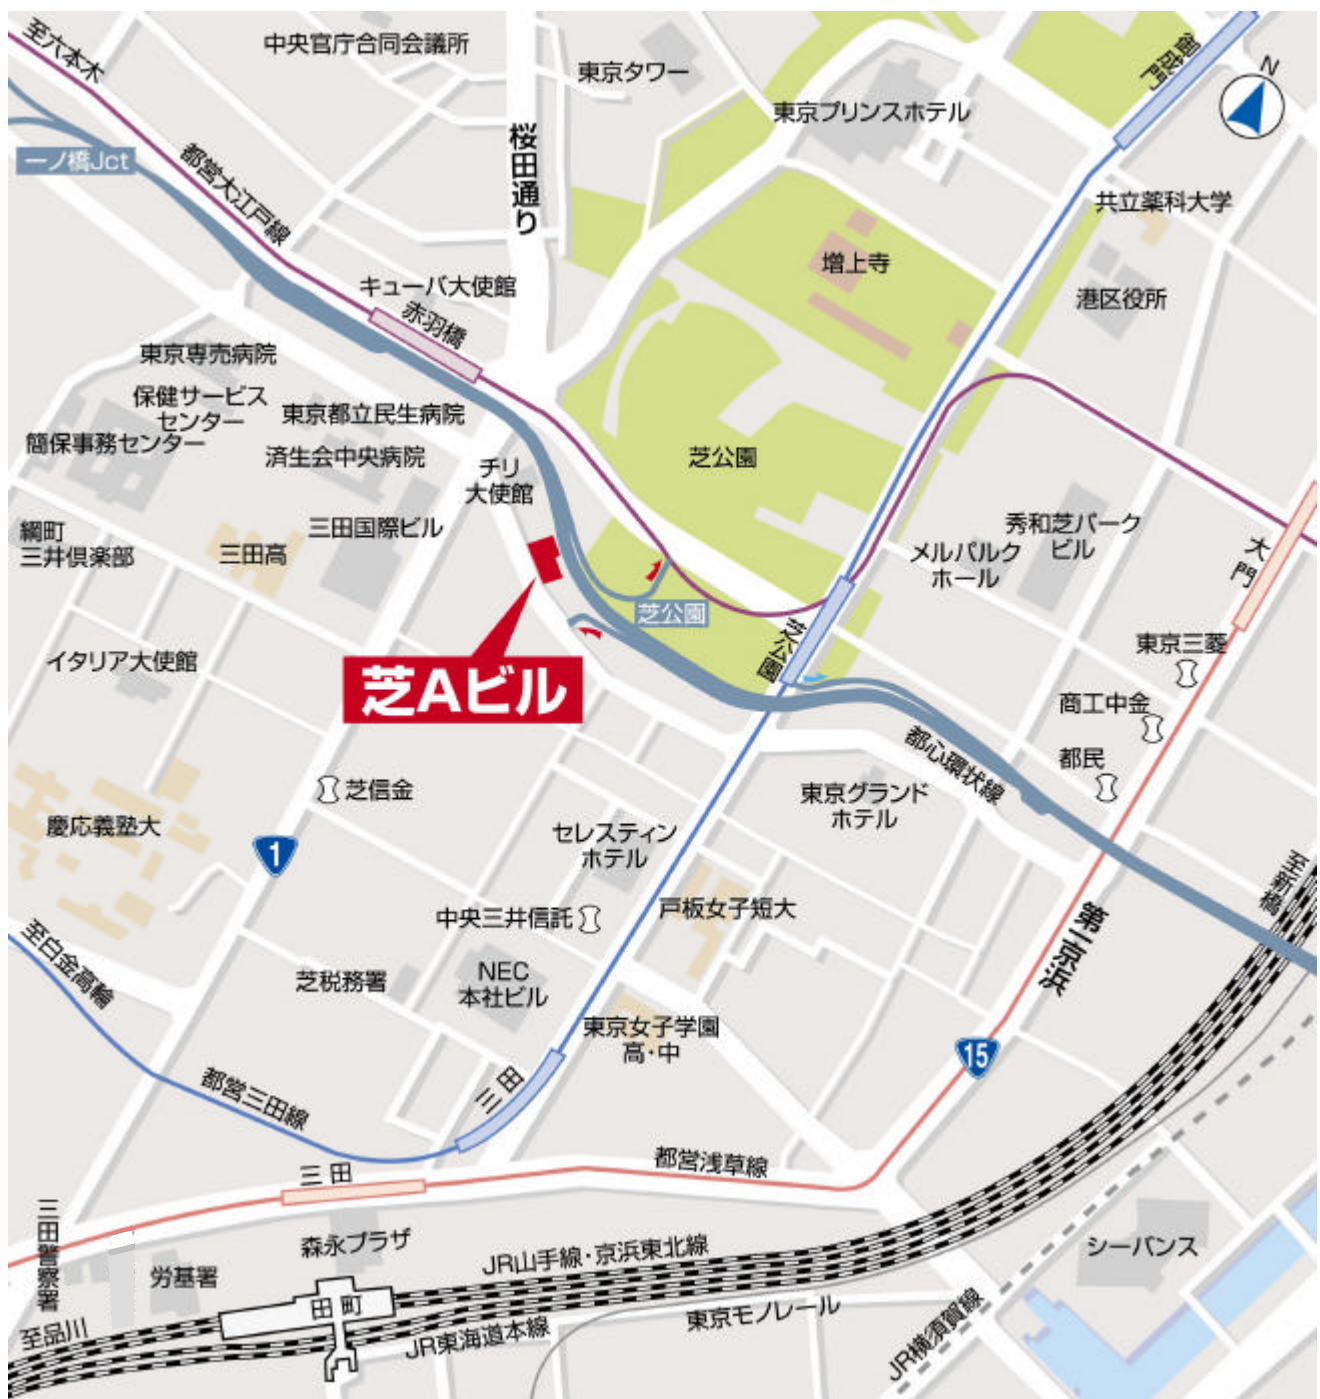 至六本木
中央官庁合同会議所
東京タワー
御成門
N
東京プリンスホテル
桜田通り
一ノ橋Jct
都営大江戸線
共立薬科大学
増上寺
港区役所
キューバ大使館
赤羽橋
東京専売病院
保健サービス
センター
東京都立民生病院
簡保事務センター
済生会中央病院
チリ
大使館
芝公園
三田国際ビル
綱町
三井倶楽部
三田高
秀和芝パーク
ビル
メルパルク
ホール
大門
芝公園
芝公園
イタリア大使館
芝Aビル
東京三菱
商工中金
都民
都心環状線
芝信金
東京グランド
ホテル
慶応義塾大
1
セレスティン
ホテル
至新橋
中央三井信託
戸板女子短大
第一京浜
至白金高輪
芝税務署
NEC
本社ビル
東京女子学園
高・中
15
三田
都営三田線
三田
都営浅草線
三田警察署
森永プラザ
労基署
JR山手線・京浜東北線
シーバンス
田町
至品川
JR東海道本線
東京モノレール
JR横須賀線